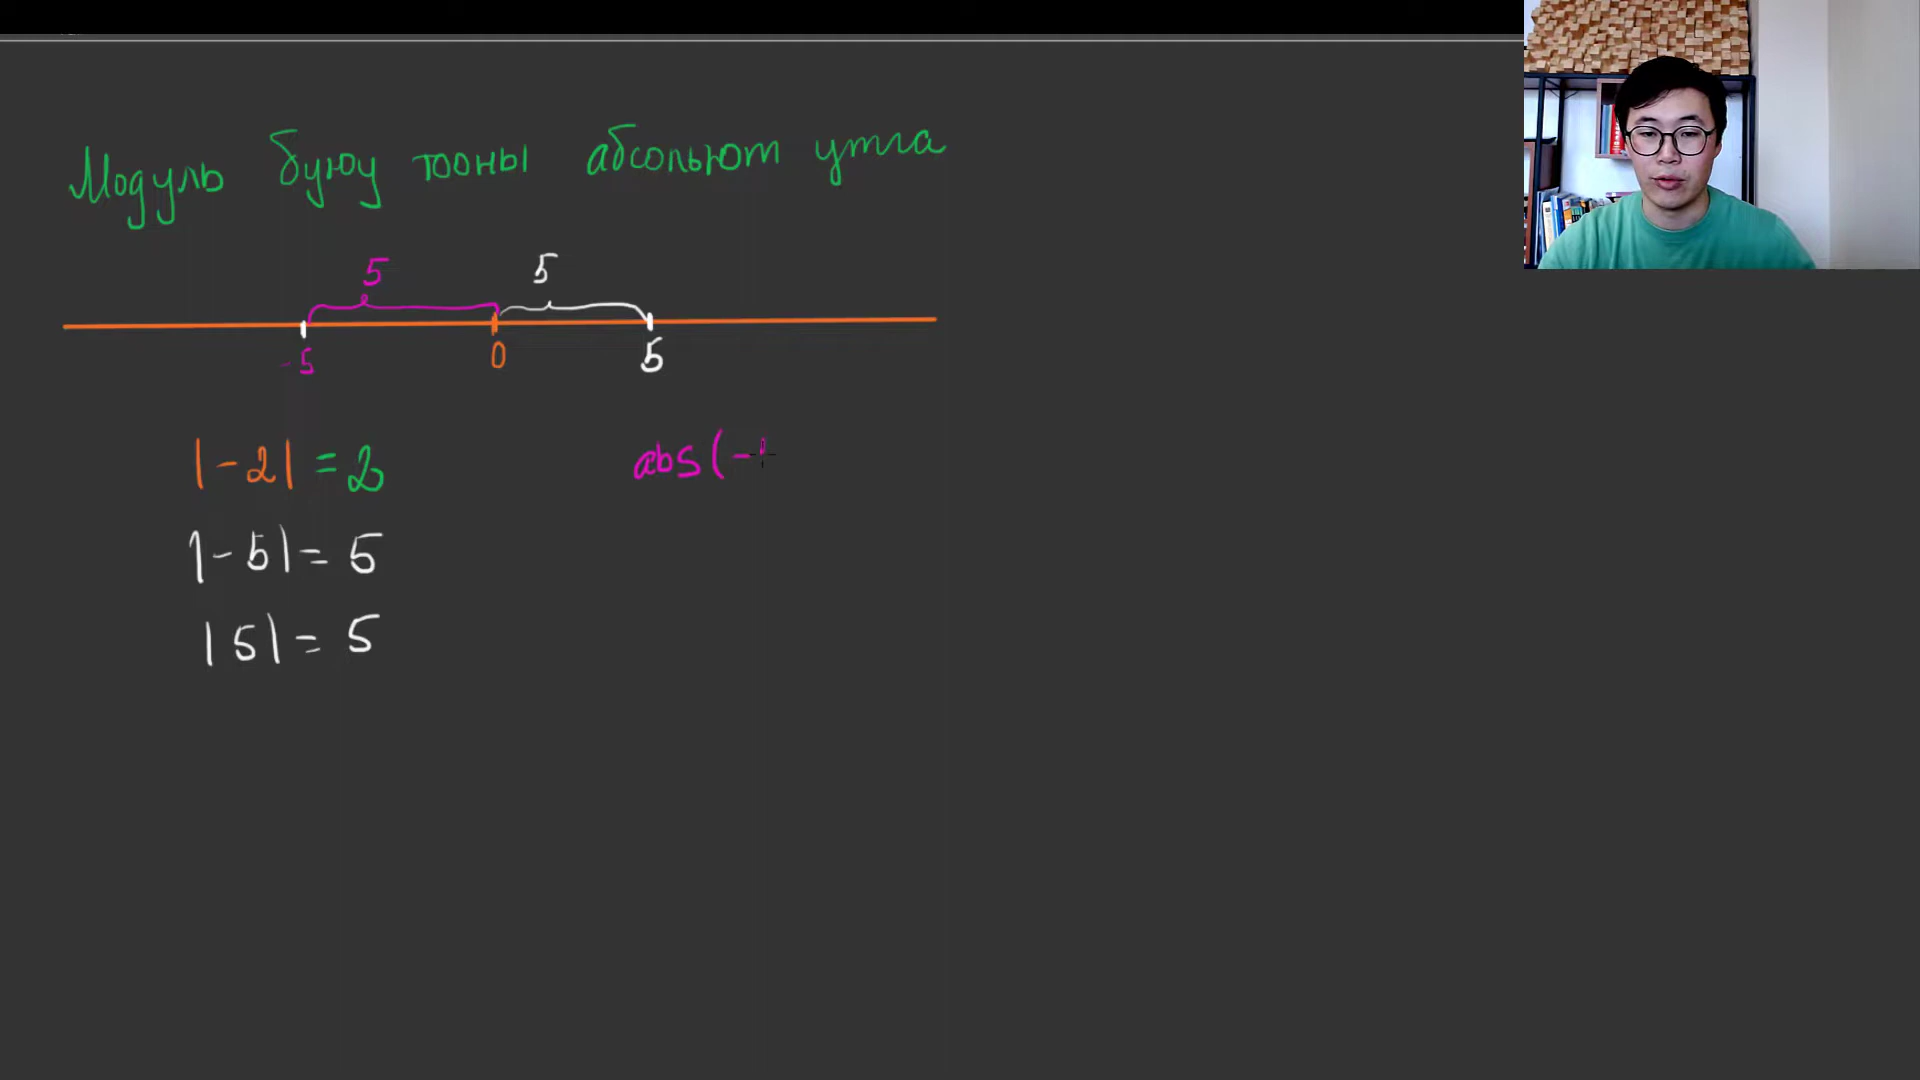 Модуль буюу тооны абсолют утга
5 5
-5 0 5
|-2| = 2
abs(-
|-5| = 5
|5| = 5